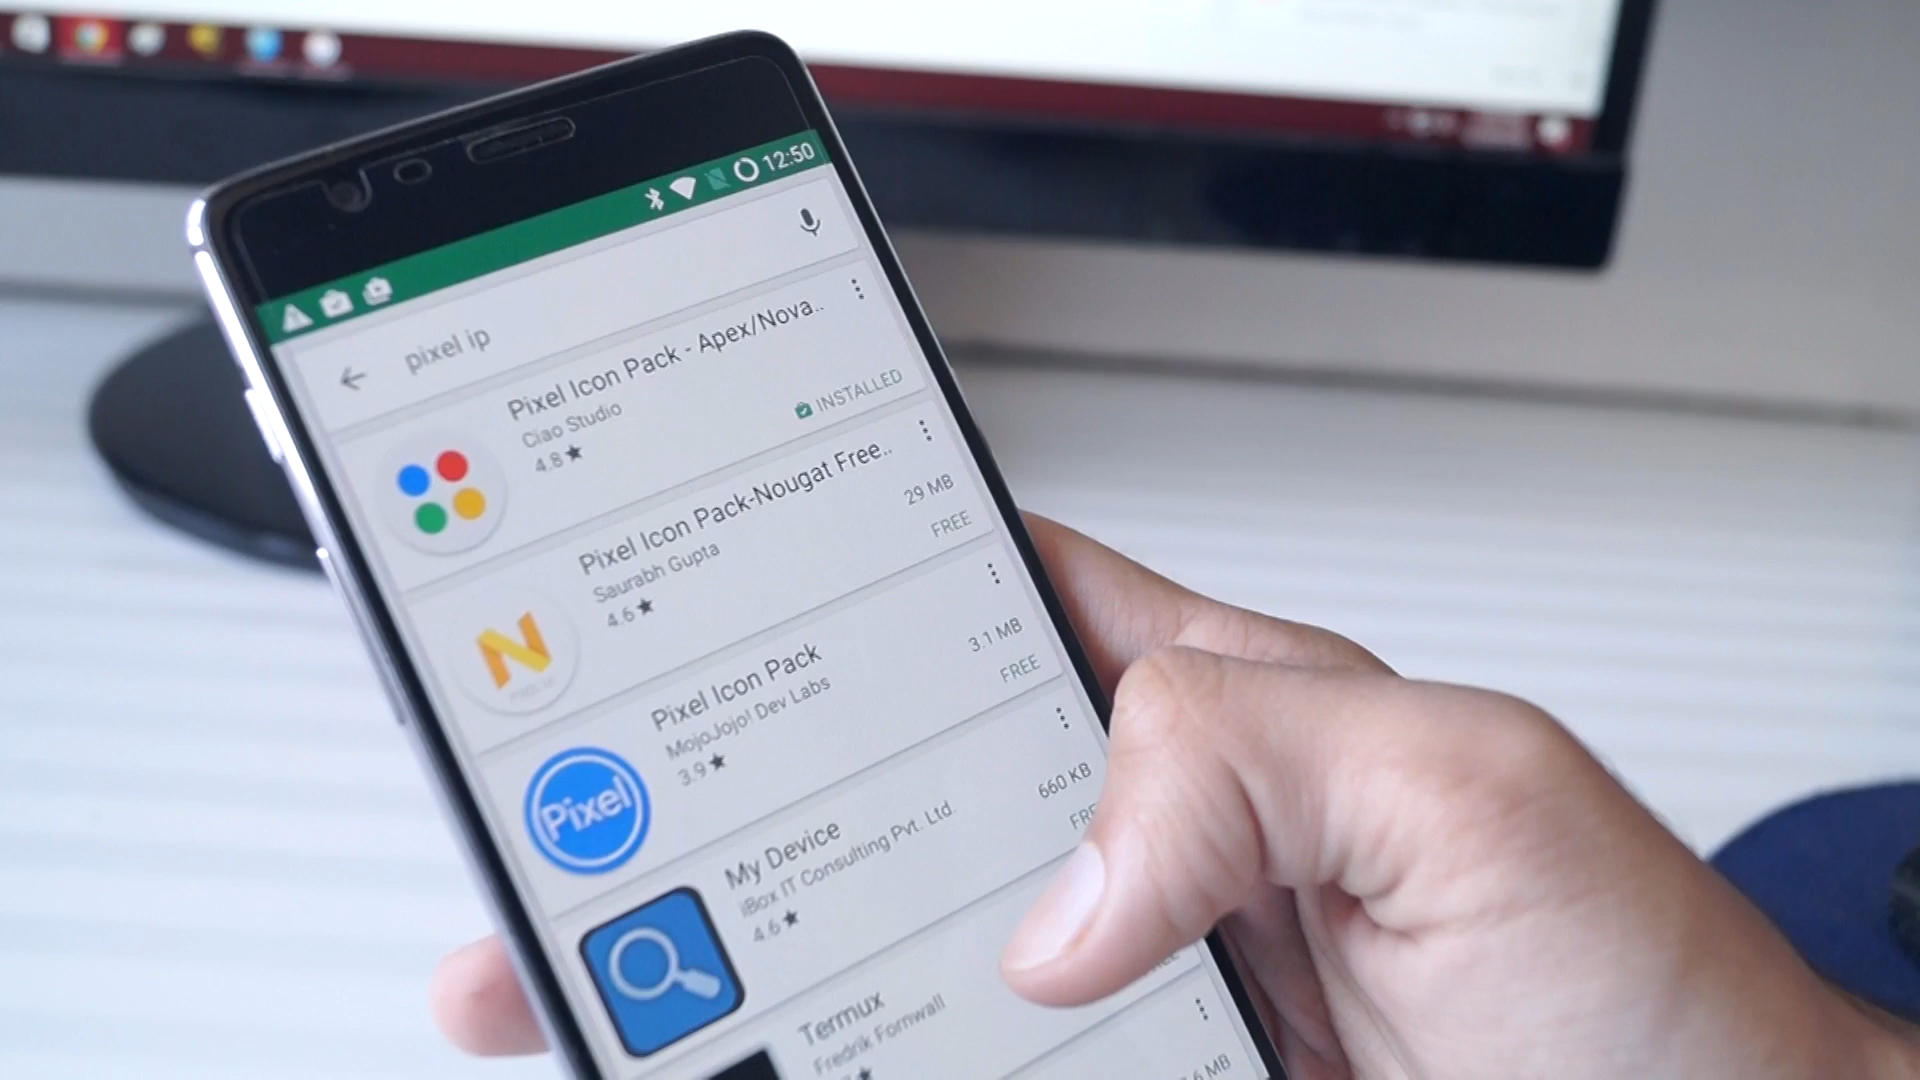 12:50
pixel ip
Pixel Icon Pack - Apex/Nova..
Ciao Studio
4.8★
INSTALLED
Pixel Icon Pack-Nougat Free..
Saurabh Gupta
4.6★
29 MB
FREE
Pixel Icon Pack
MojoJojo! Dev Labs
3.9★
3.1 MB
FREE
Pixel
My Device
iBox IT Consulting Pvt. Ltd.
4.6★
660 KB
Termux
Fredrik Fornwall
MB